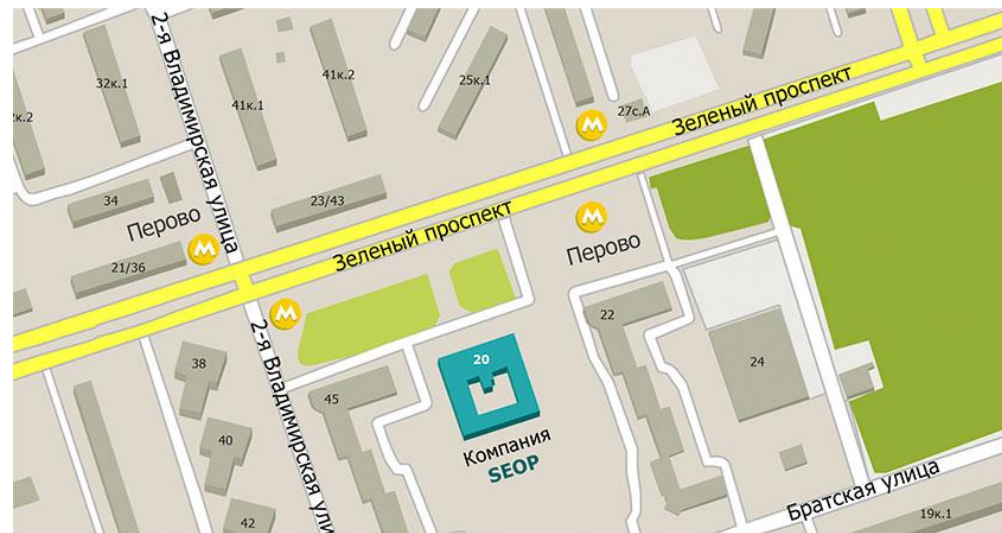 2-я Владимирская улица
32к.1
41к.2
41к.1
25к.1
27с.А
Зеленый проспект
к.2
34
23/43
Перово
Зеленый проспект
Перово
21/36
22
2-я Владимирская ули
20
38
24
45
Компания
SEOP
40
Братская улица
42
19к.1